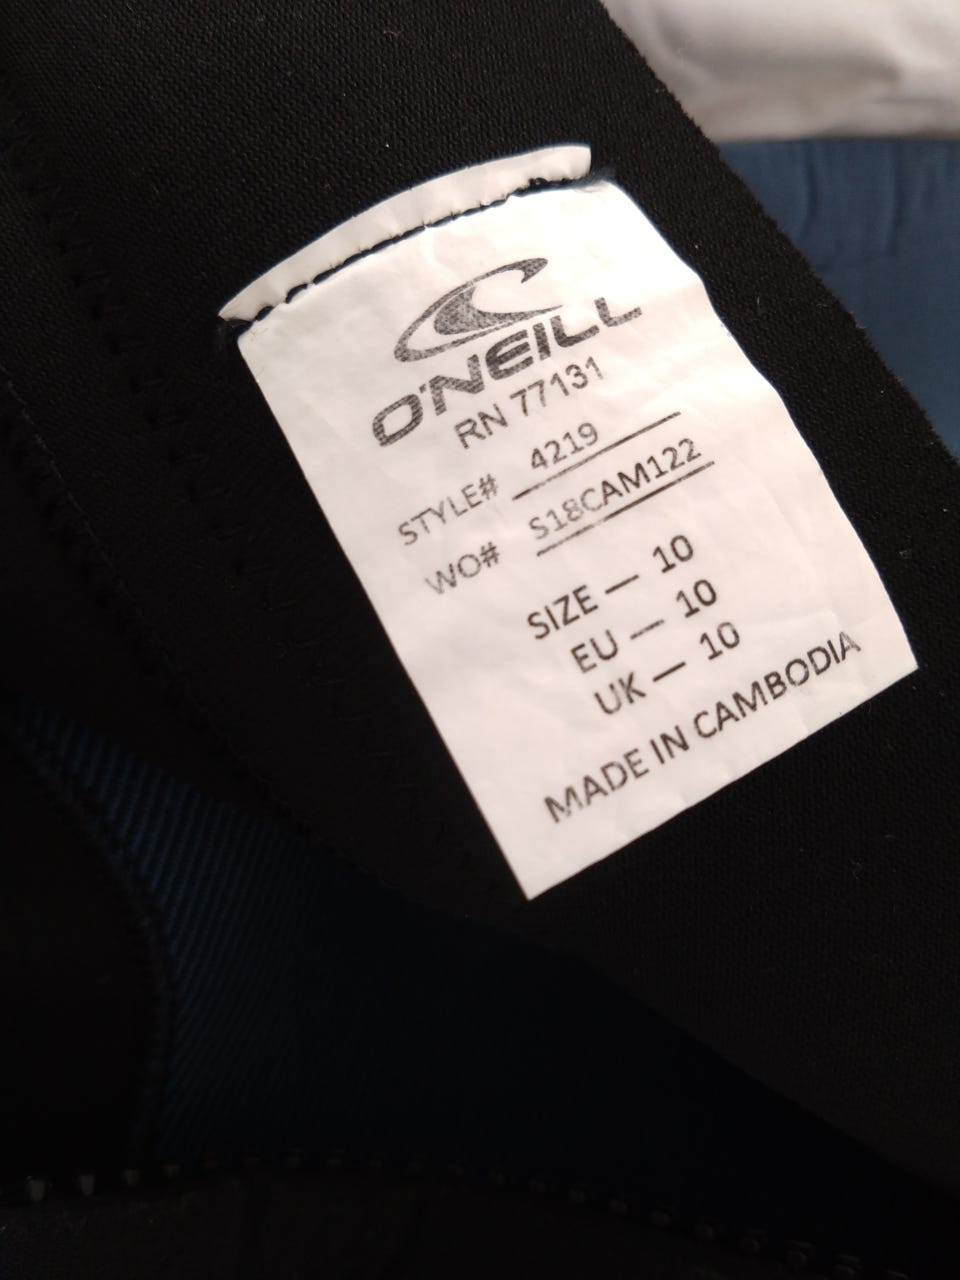 O'NEILL
RN 77131
STYLE# 4219
WO# S18CAM122
SIZE — 10
EU — 10
UK — 10
MADE IN CAMBODIA